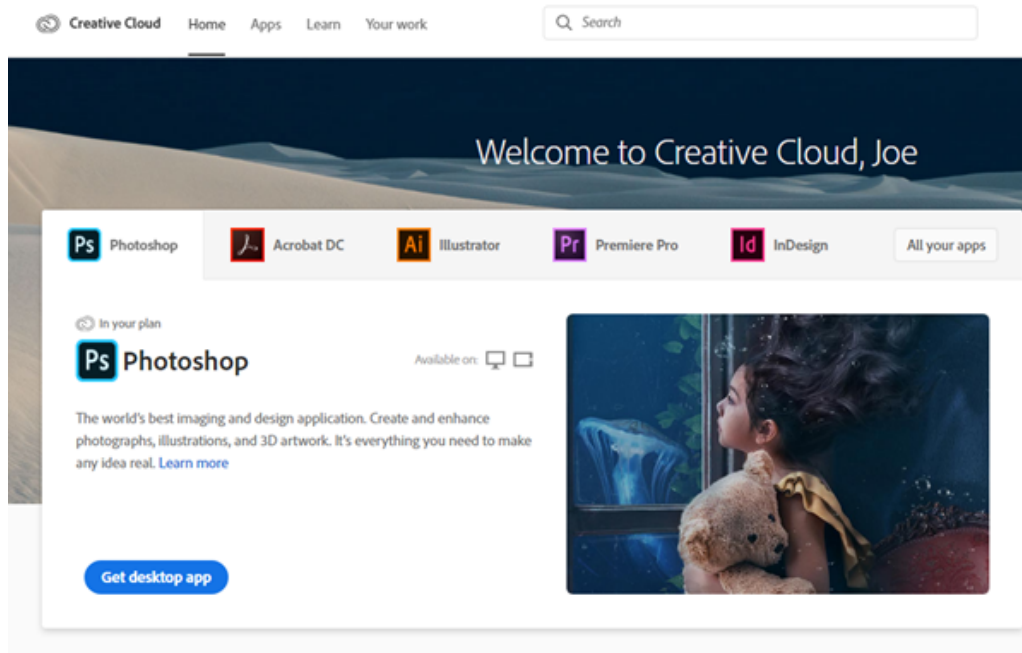 Creative Cloud Home Apps Learn Your work Search
Welcome to Creative Cloud, Joe
Ps Photoshop Acrobat DC Ai Illustrator Pr Premiere Pro Id InDesign All your apps
In your plan
Ps Photoshop Available on:
The world's best imaging and design application. Create and enhance
photographs, illustrations, and 3D artwork. It's everything you need to make
any idea real. Learn more
Get desktop app